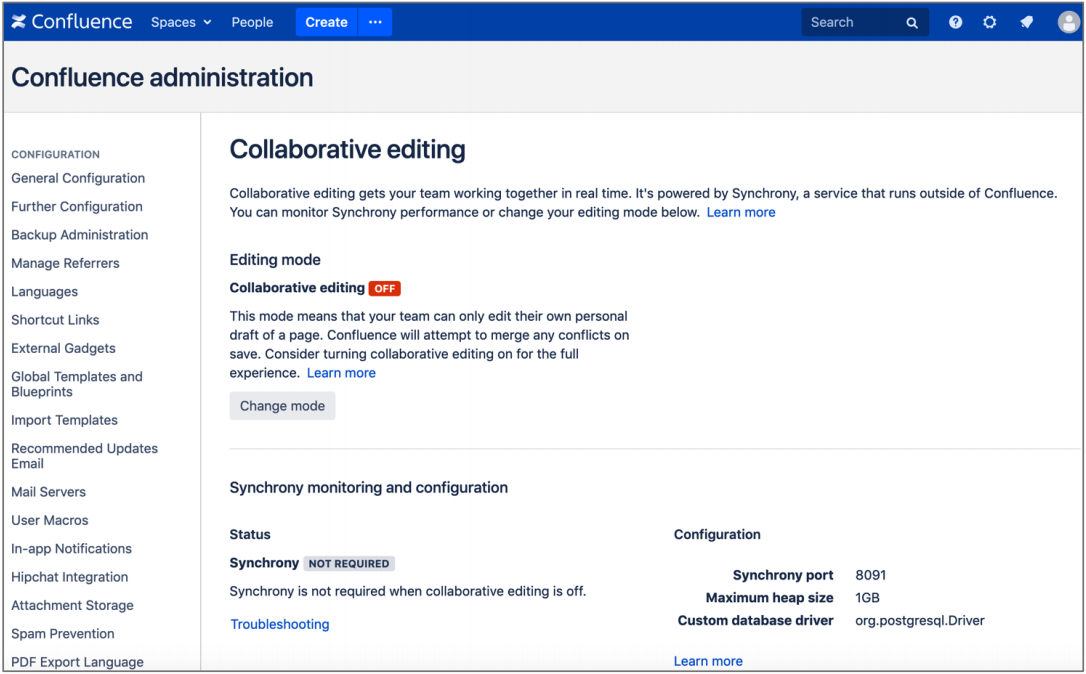 Confluence Spaces People Create ... Search
Confluence administration
CONFIGURATION
General Configuration
Further Configuration
Backup Administration
Manage Referrers
Languages
Shortcut Links
External Gadgets
Global Templates and
Blueprints
Import Templates
Recommended Updates
Email
Mail Servers
User Macros
In-app Notifications
Hipchat Integration
Attachment Storage
Spam Prevention
PDF Export Language
Collaborative editing
Collaborative editing gets your team working together in real time. It's powered by Synchrony, a service that runs outside of Confluence.
You can monitor Synchrony performance or change your editing mode below. Learn more
Editing mode
Collaborative editing OFF
This mode means that your team can only edit their own personal
draft of a page. Confluence will attempt to merge any conflicts on
save. Consider turning collaborative editing on for the full
experience. Learn more
Change mode
Synchrony monitoring and configuration
Status
Synchrony NOT REQUIRED
Synchrony is not required when collaborative editing is off.
Troubleshooting
Configuration
Synchrony port 8091
Maximum heap size 1GB
Custom database driver org.postgresql.Driver
Learn more